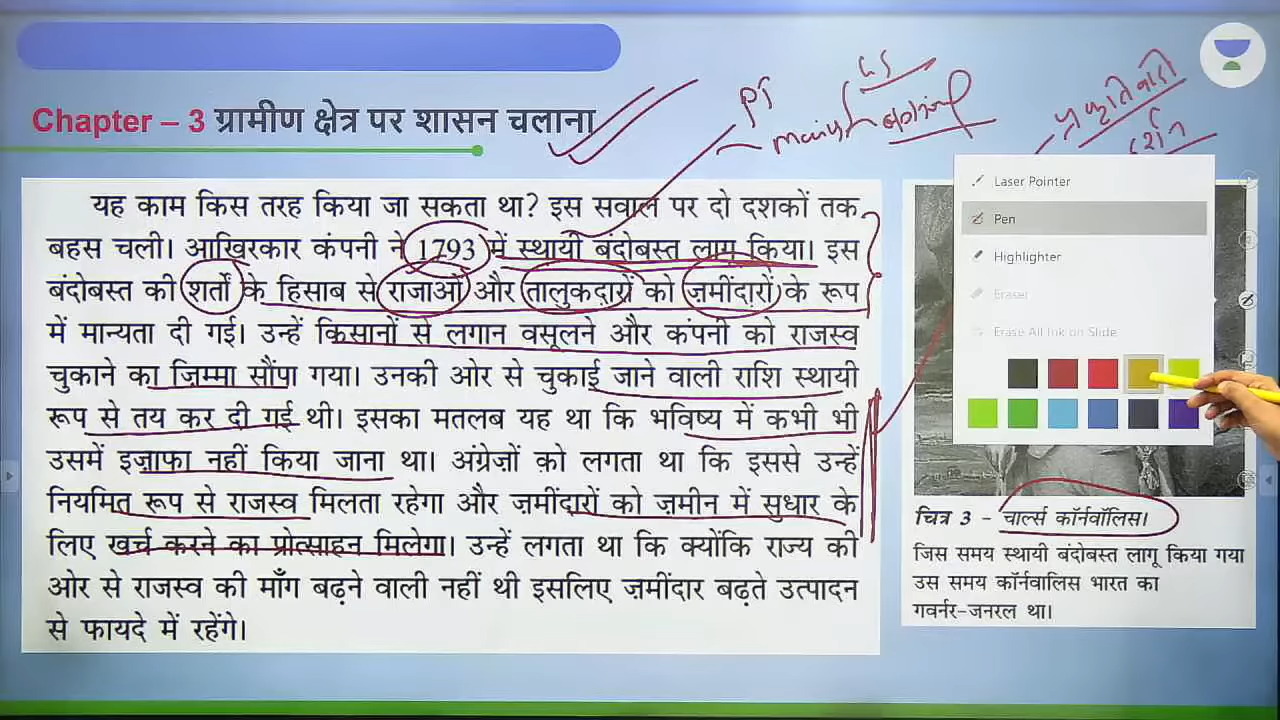 Chapter – 3 ग्रामीण क्षेत्र पर शासन चलाना
PT
Mains
GS
यह काम किस तरह किया जा सकता था? इस सवाल पर दो दशकों तक
बहस चली। आखिरकार कंपनी ने 1793 में स्थायी बंदोबस्त लागू किया। इस
बंदोबस्त की शर्तों के हिसाब से राजाओं और तालुकदारों को ज़मींदारों के रूप
में मान्यता दी गई। उन्हें किसानों से लगान वसूलने और कंपनी को राजस्व
चुकाने का ज़िम्मा सौंपा गया। उनकी ओर से चुकाई जाने वाली राशि स्थायी
रूप से तय कर दी गई थी। इसका मतलब यह था कि भविष्य में कभी भी
उसमें इज़ाफा नहीं किया जाना था। अंग्रेज़ों को लगता था कि इससे उन्हें
नियमित रूप से राजस्व मिलता रहेगा और ज़मींदारों को ज़मीन में सुधार के
लिए खर्च करने का प्रोत्साहन मिलेगा। उन्हें लगता था कि क्योंकि राज्य की
ओर से राजस्व की माँग बढ़ने वाली नहीं थी इसलिए ज़मींदार बढ़ते उत्पादन
से फायदे में रहेंगे।
Laser Pointer
Pen
Highlighter
Eraser
Erase All Ink on Slide
चित्र 3 - चार्ल्स कॉर्नवॉलिस।
जिस समय स्थायी बंदोबस्त लागू किया गया
उस समय कॉर्नवालिस भारत का
गवर्नर-जनरल था।